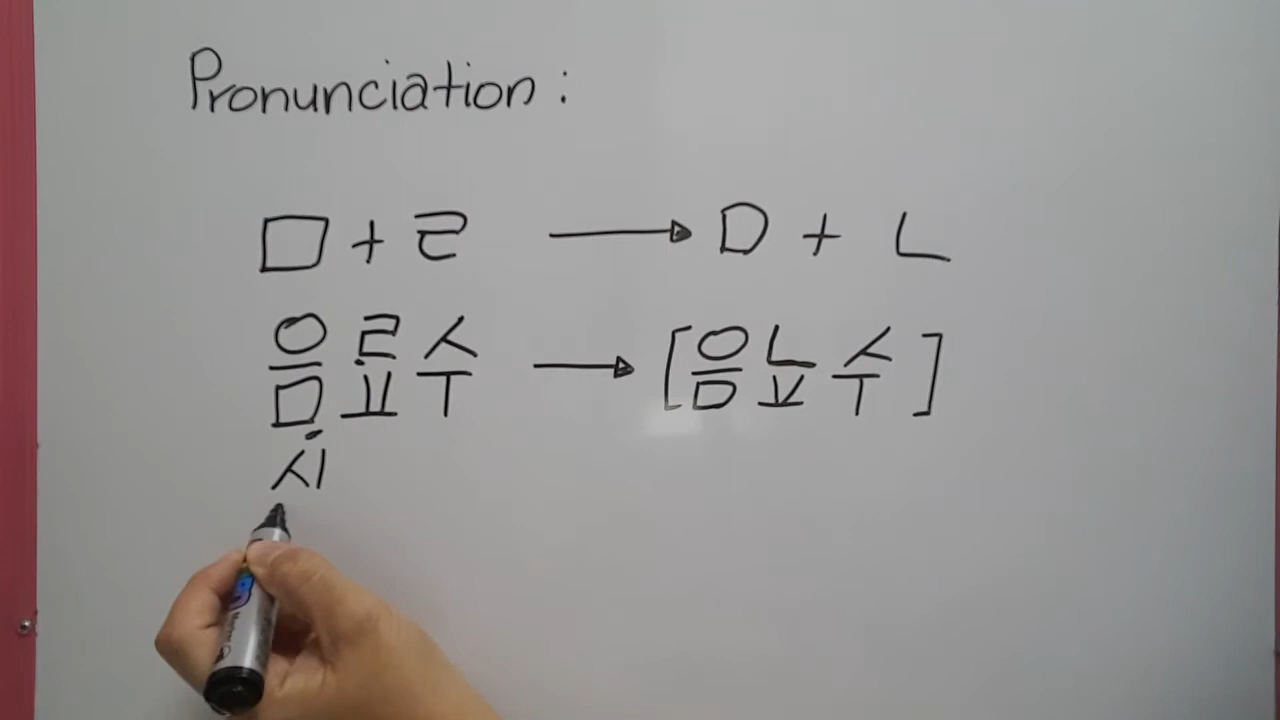 Pronunciation :
ㅁ + ㄹ → ㅁ + ㄴ
음료수 → [음뇨수]
시